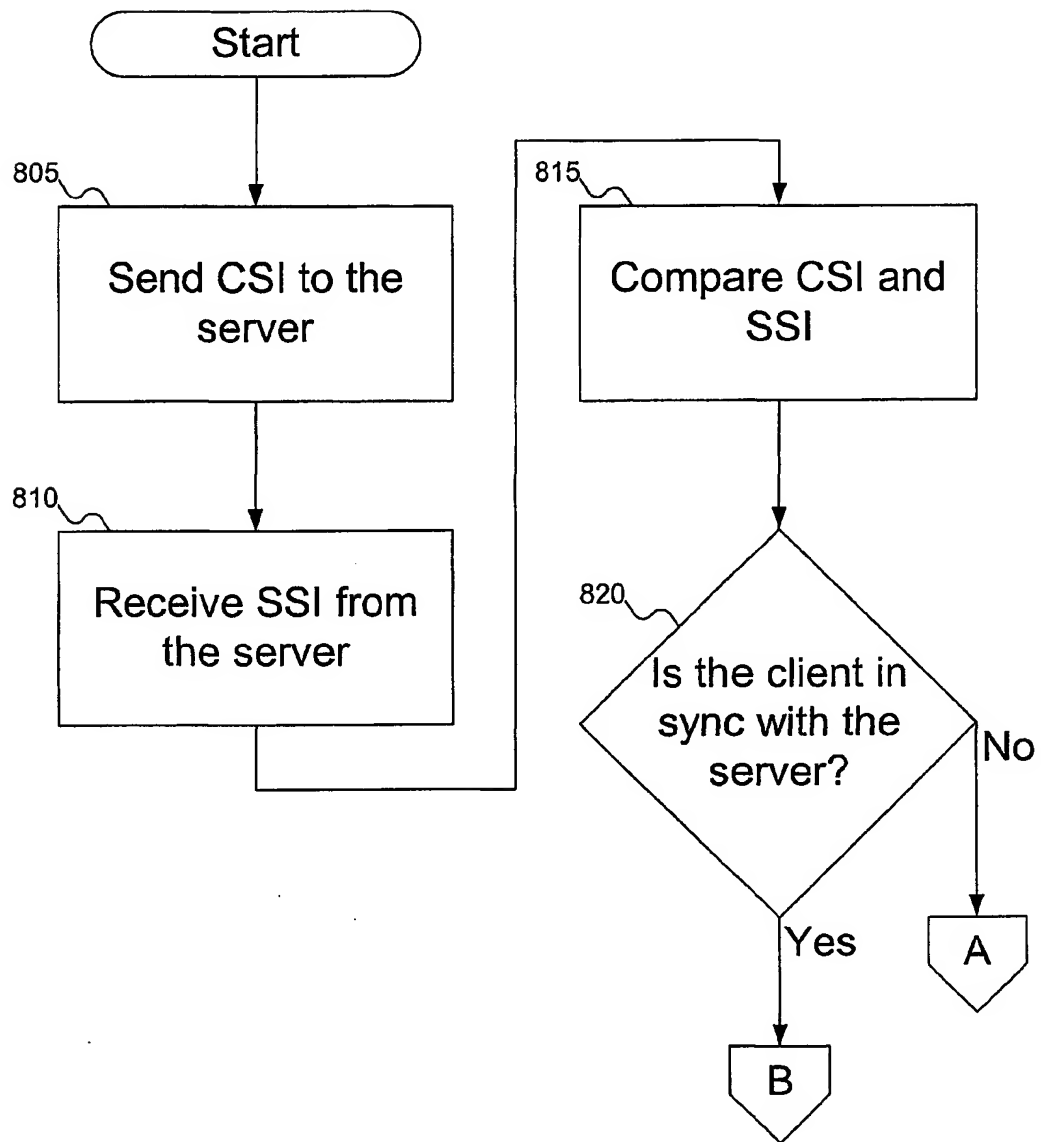 Start
805
Send CSI to the
server
810
Receive SSI from
the server
815
Compare CSI and
SSI
820
Is the client in
sync with the
server?
No
Yes
A
B